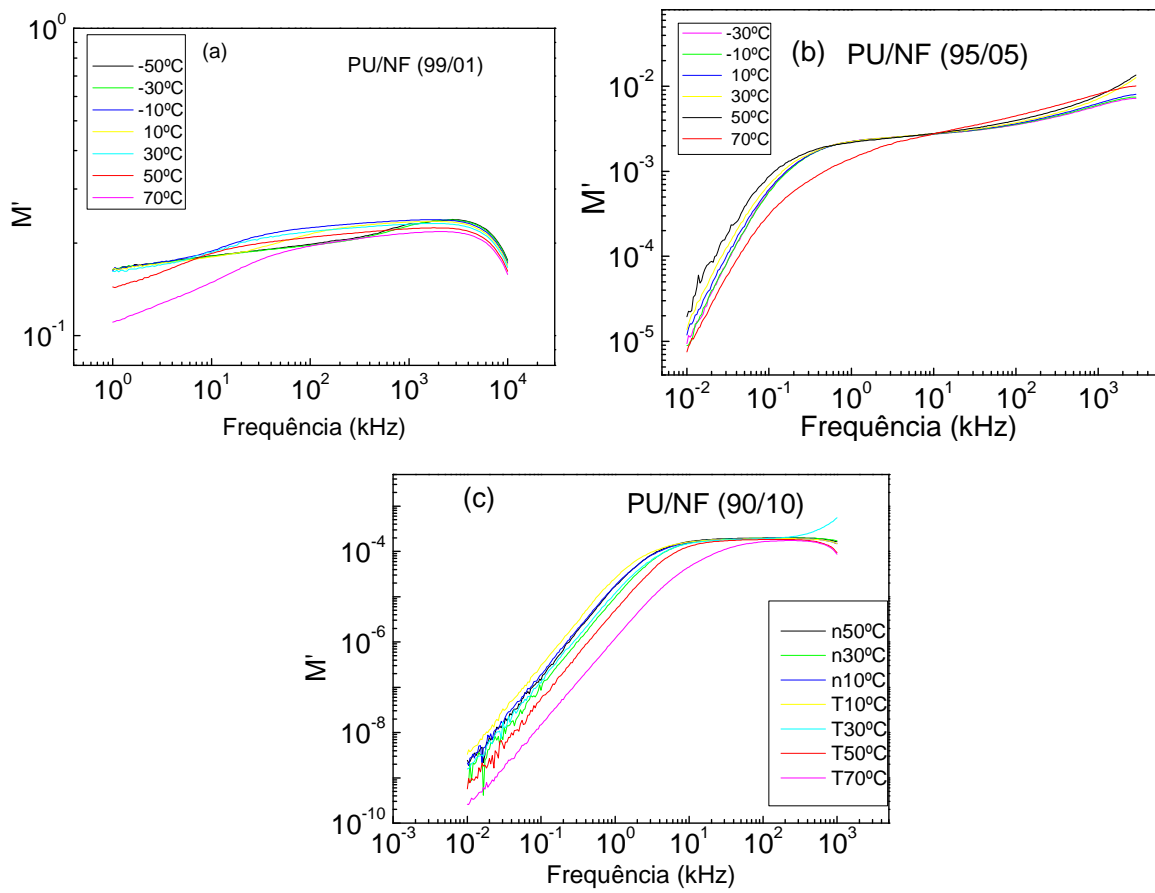 (a)
PU/NF (99/01)
-50ºC
-30ºC
-10ºC
10ºC
30ºC
50ºC
70ºC
M'
10^0
10^-1
10^0 10^1 10^2 10^3 10^4
Frequência (kHz)
(b)
PU/NF (95/05)
-30ºC
-10ºC
10ºC
30ºC
50ºC
70ºC
M'
10^-2
10^-3
10^-4
10^-5
10^-2 10^-1 10^0 10^1 10^2 10^3
Frequência (kHz)
(c)
PU/NF (90/10)
M'
10^-4
10^-6
10^-8
10^-10
n50ºC
n30ºC
n10ºC
T10ºC
T30ºC
T50ºC
T70ºC
10^-3 10^-2 10^-1 10^0 10^1 10^2 10^3
Frequência (kHz)